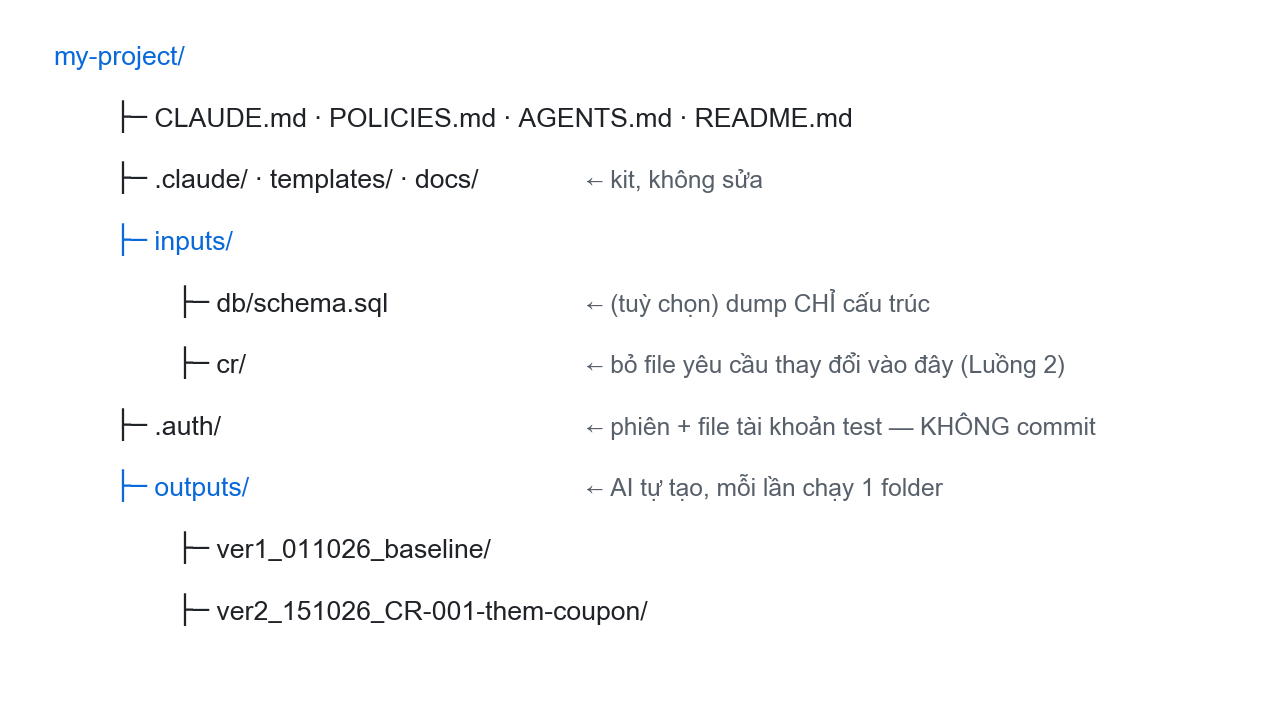 my-project/
├─ CLAUDE.md · POLICIES.md · AGENTS.md · README.md
├─ .claude/ · templates/ · docs/ ← kit, không sửa
├─ inputs/
├─ db/schema.sql ← (tuỳ chọn) dump CHỈ cấu trúc
├─ cr/ ← bỏ file yêu cầu thay đổi vào đây (Luồng 2)
├─ .auth/ ← phiên + file tài khoản test — KHÔNG commit
├─ outputs/ ← AI tự tạo, mỗi lần chạy 1 folder
├─ ver1_011026_baseline/
├─ ver2_151026_CR-001-them-coupon/